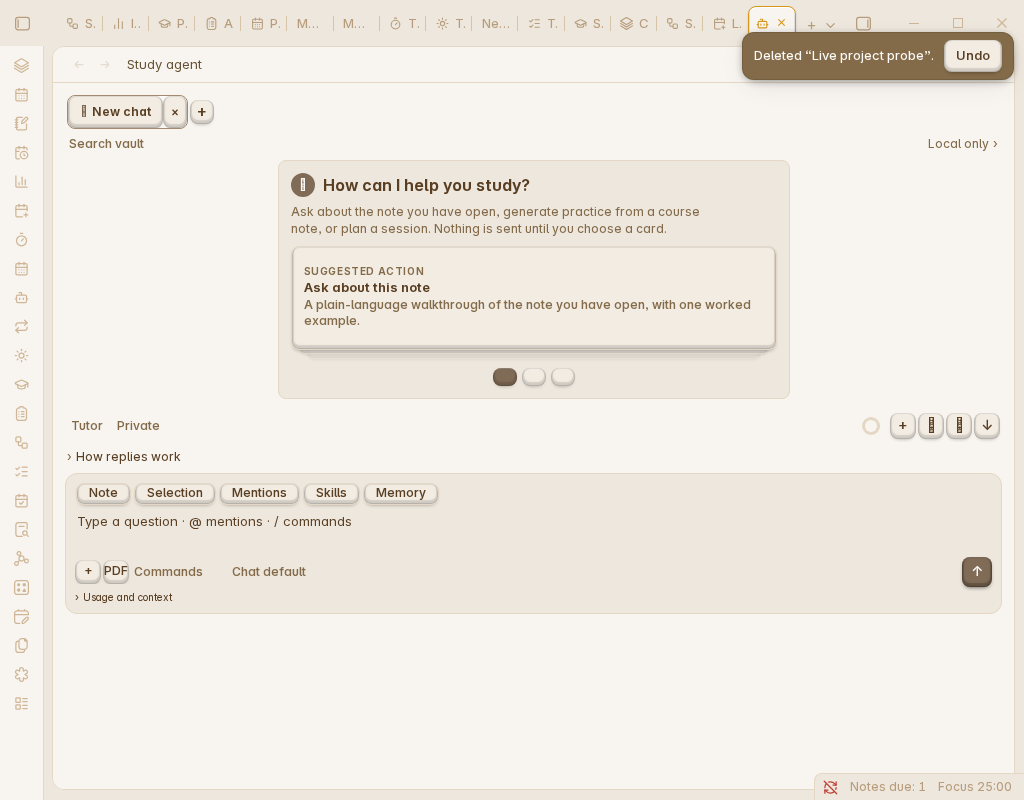 S.
I..
P.
A
P.
M...
M...
T.
T.
Ne...
T.
S.
C
S.
L.
Deleted “Live project probe”.
Undo
Study agent
New chat
×
+
Search vault
Local only ›
How can I help you study?
Ask about the note you have open, generate practice from a course
note, or plan a session. Nothing is sent until you choose a card.
SUGGESTED ACTION
Ask about this note
A plain-language walkthrough of the note you have open, with one worked
example.
Tutor
Private
+
↓
› How replies work
Note
Selection
Mentions
Skills
Memory
Type a question · @ mentions · / commands
+
PDF
Commands
Chat default
↑
› Usage and context
Notes due: 1
Focus 25:00